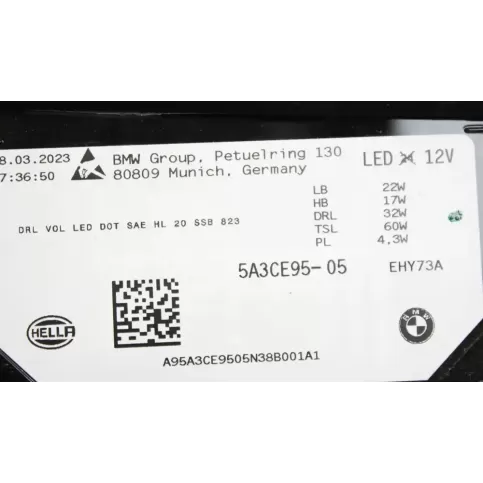 8.03.2023
7:36:50
BMW Group, Petuelring 130
80809 Munich, Germany
LED 12V
LB 22W
HB 17W
DRL 32W
TSL 60W
PL 4.3W
DRL VOL LED DOT SAE HL 20 SSB 823
5A3CE95-05 EHY73A
HELLA
BMW
A95A3CE9505N38B001A1